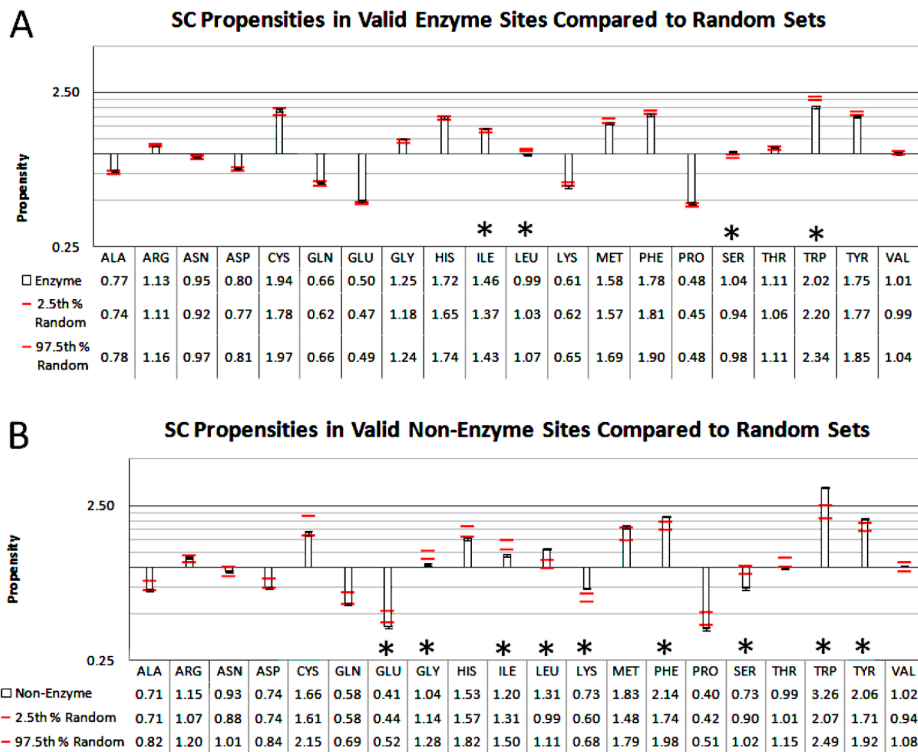 A
SC Propensities in Valid Enzyme Sites Compared to Random Sets
2.50
Propensity
0.25
ALA ARG ASN ASP CYS GLN GLU GLY HIS ILE LEU LYS MET PHE PRO SER THR TRP TYR VAL
* * * *
Enzyme 0.77 1.13 0.95 0.80 1.94 0.66 0.50 1.25 1.72 1.46 0.99 0.61 1.58 1.78 0.48 1.04 1.11 2.02 1.75 1.01
2.5th % Random 0.74 1.11 0.92 0.77 1.78 0.62 0.47 1.18 1.65 1.37 1.03 0.62 1.57 1.81 0.45 0.94 1.06 2.20 1.77 0.99
97.5th % Random 0.78 1.16 0.97 0.81 1.97 0.66 0.49 1.24 1.74 1.43 1.07 0.65 1.69 1.90 0.48 0.98 1.11 2.34 1.85 1.04
B
SC Propensities in Valid Non-Enzyme Sites Compared to Random Sets
2.50
Propensity
0.25
* * * * * * * * *
ALA ARG ASN ASP CYS GLN GLU GLY HIS ILE LEU LYS MET PHE PRO SER THR TRP TYR VAL
Non-Enzyme 0.71 1.15 0.93 0.74 1.66 0.58 0.41 1.04 1.53 1.20 1.31 0.73 1.83 2.14 0.40 0.73 0.99 3.26 2.06 1.02
2.5th % Random 0.71 1.07 0.88 0.74 1.61 0.58 0.44 1.14 1.57 1.31 0.99 0.60 1.48 1.74 0.42 0.90 1.01 2.07 1.71 0.94
97.5th % Random 0.82 1.20 1.01 0.84 2.15 0.69 0.52 1.28 1.82 1.50 1.11 0.68 1.79 1.98 0.51 1.02 1.15 2.49 1.92 1.08